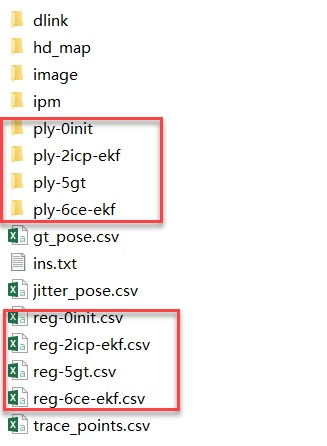 dlink
hd_map
image
ipm
ply-0init
ply-2icp-ekf
ply-5gt
ply-6ce-ekf
gt_pose.csv
ins.txt
jitter_pose.csv
reg-0init.csv
reg-2icp-ekf.csv
reg-5gt.csv
reg-6ce-ekf.csv
trace_points.csv